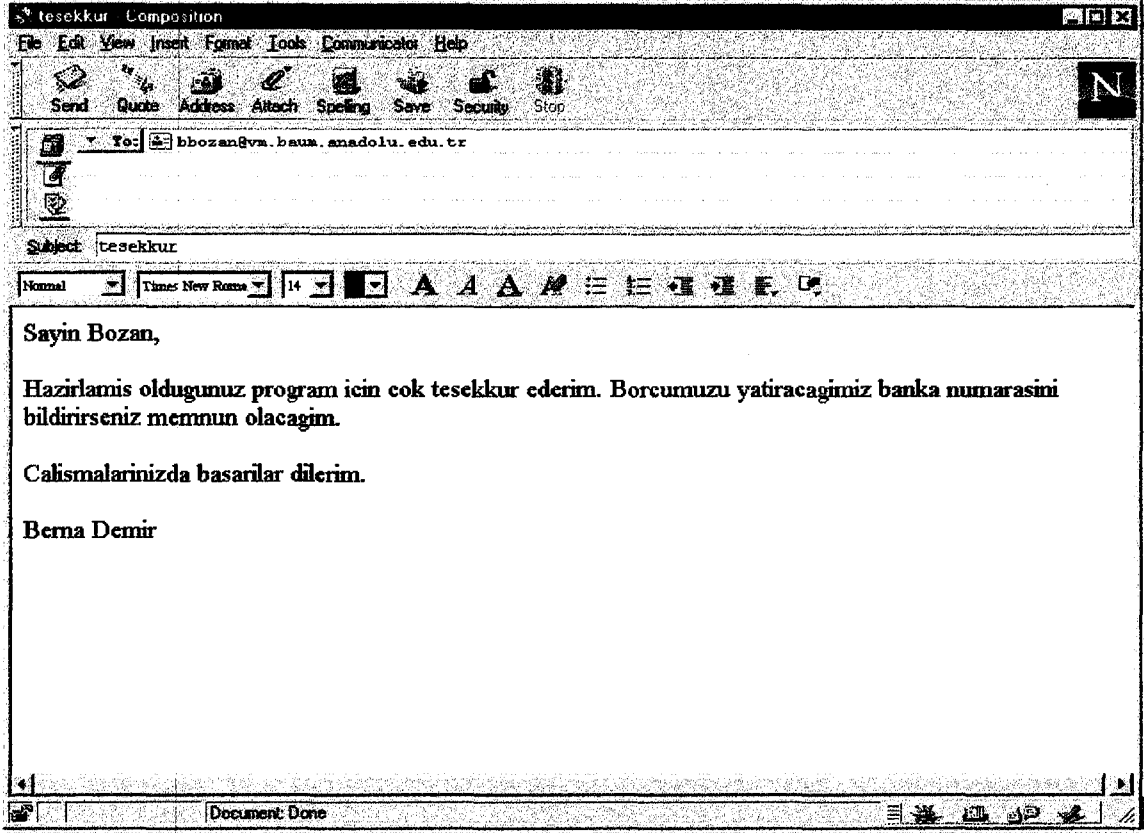 tesekkur - Composition
File Edit View Insert Format Tools Communicator Help
Send Quote Address Attach Spelling Save Security Stop
N
To: bbozan@vm.baum.anadolu.edu.tr
Subject: tesekkur
Normal Times New Roma 14 A A A
Sayin Bozan,
Hazirlamis oldugunuz program icin cok tesekkur ederim. Borcumuzu yatiracagimiz banka numarasini
bildirirseniz memnun olacagim.
Calismalarinizda basarilar dilerim.
Berna Demir
Document: Done